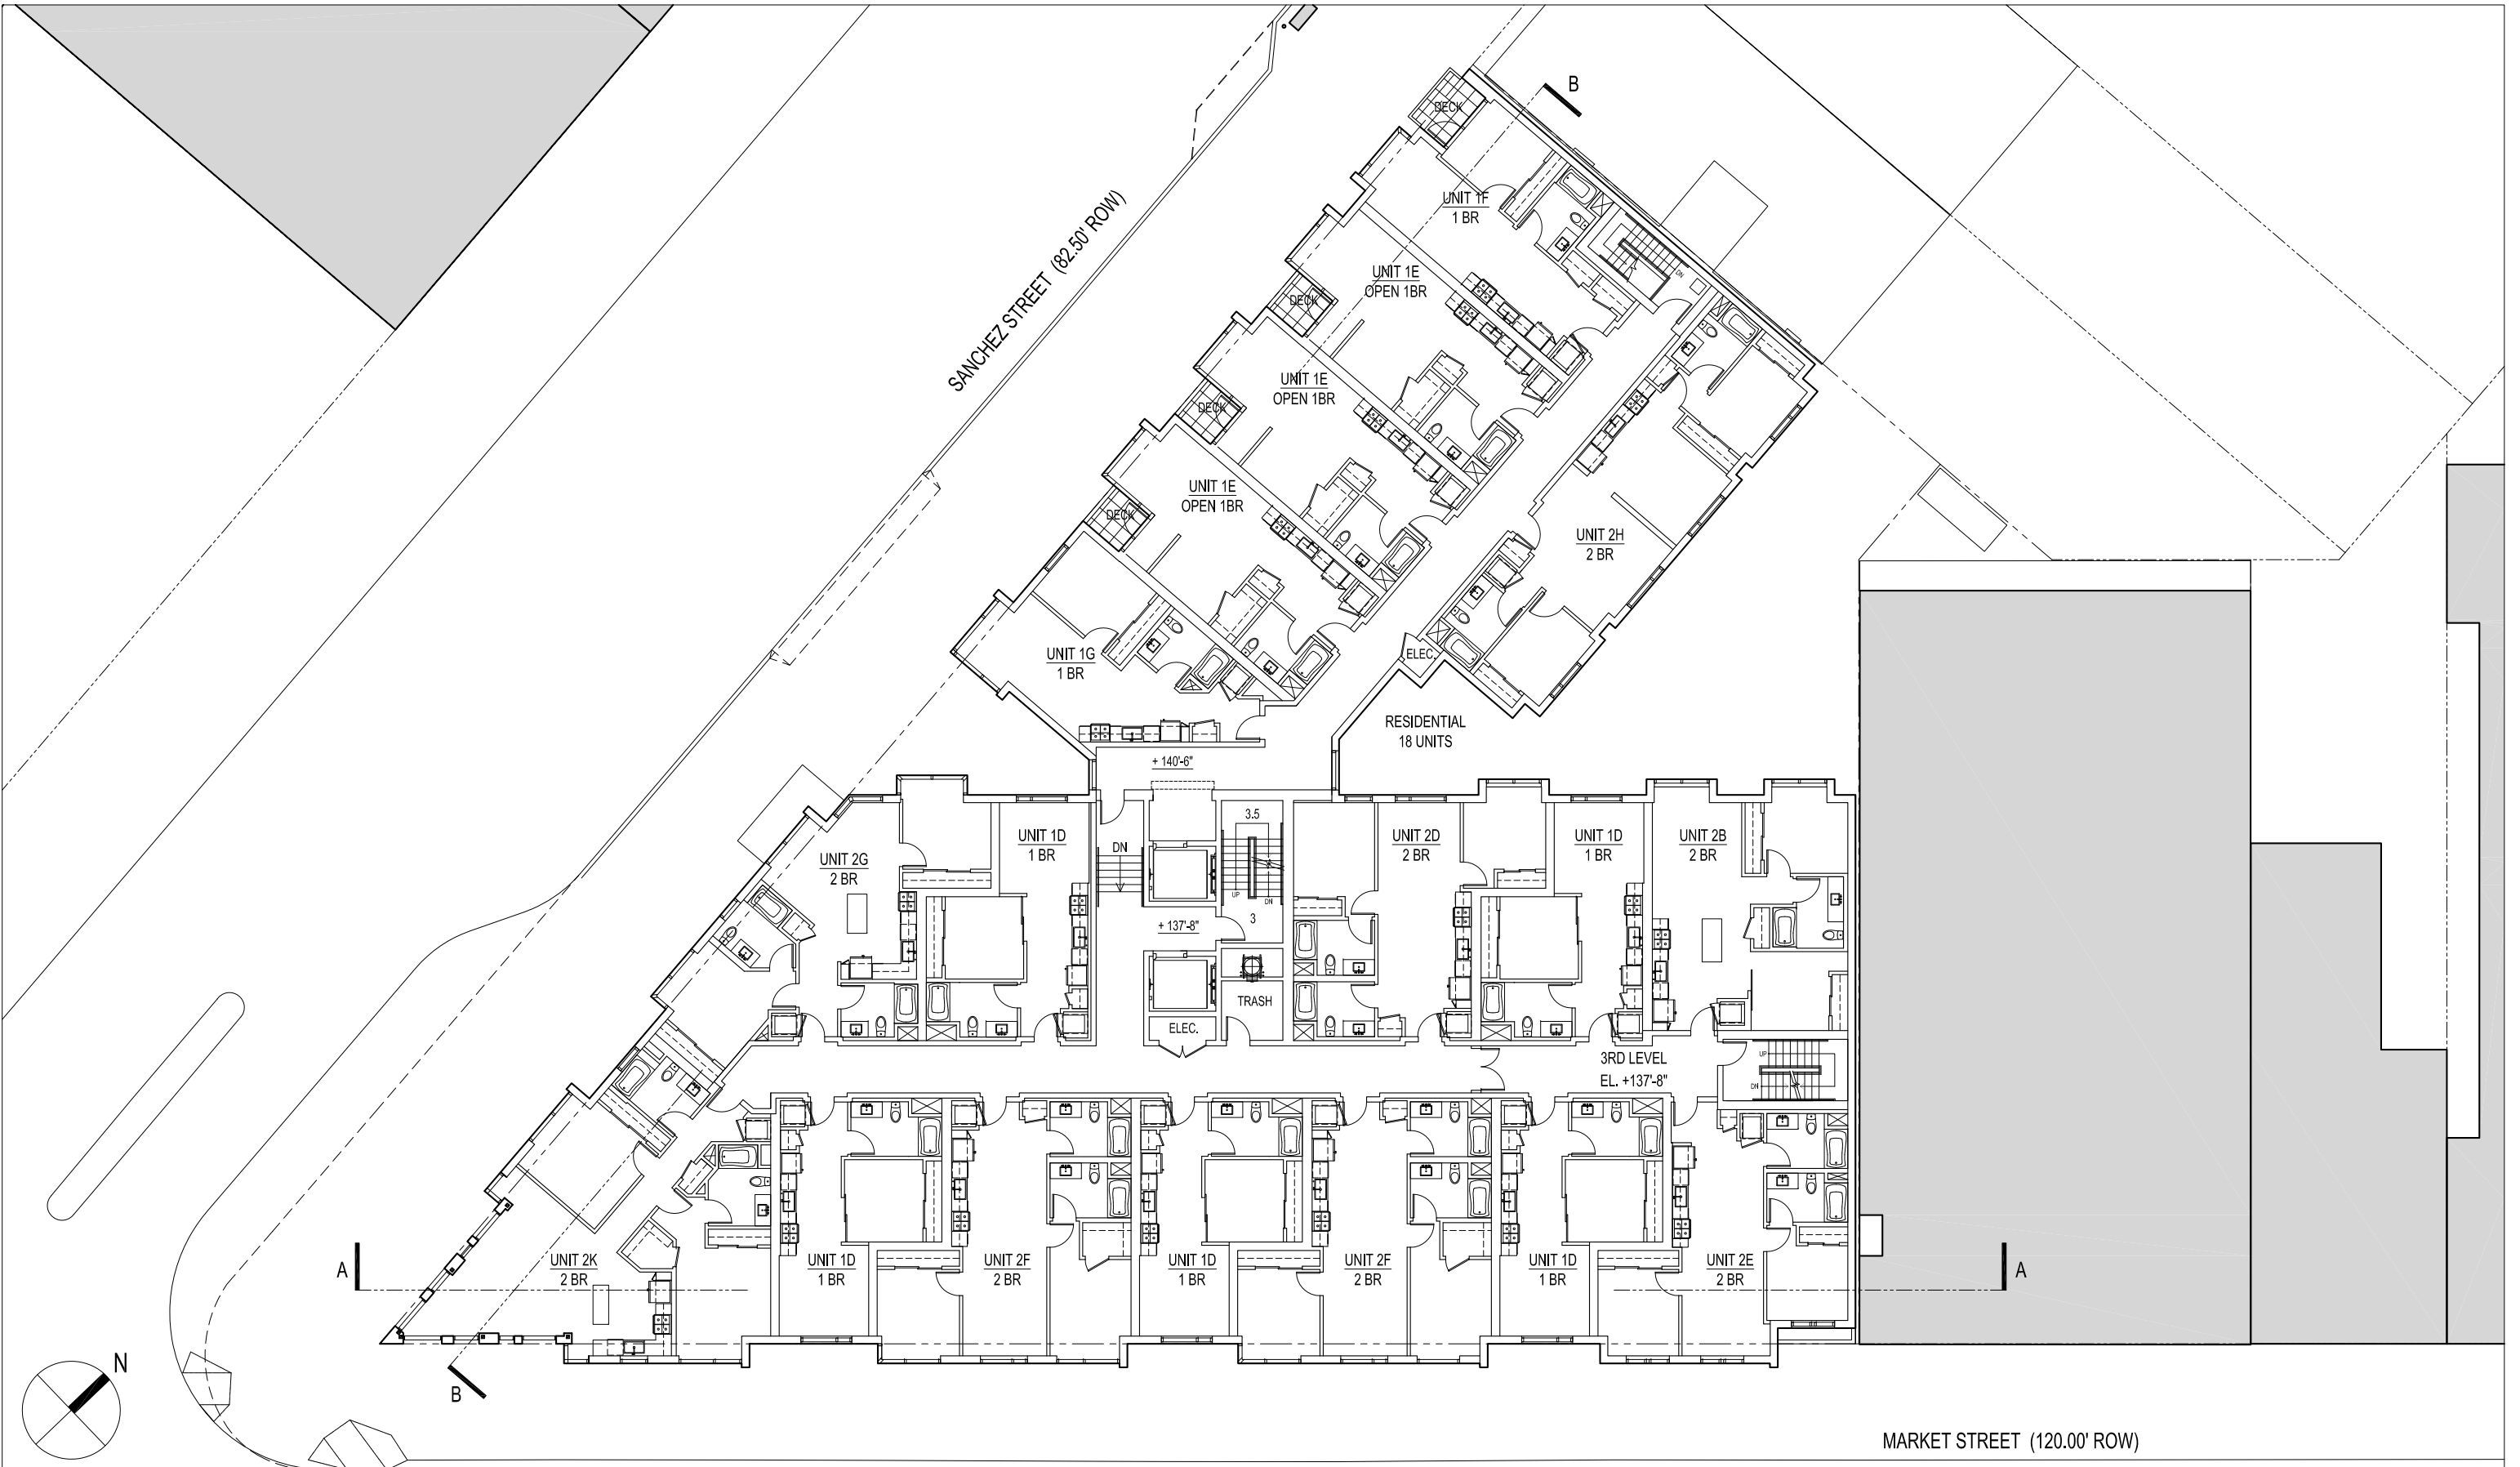 B
DECK
UNIT 1F
1 BR
SANCHEZ STREET (82.50' ROW)
DN
UNIT 1E
OPEN 1BR
DECK
UNIT 1E
OPEN 1BR
DECK
UNIT 1E
OPEN 1BR
DECK
UNIT 2H
2 BR
UNIT 1G
1 BR
ELEC.
RESIDENTIAL
18 UNITS
+ 140'-6"
UNIT 2G
2 BR
UNIT 1D
1 BR
DN
3.5
UP
DN
3
+ 137'-8"
UNIT 2D
2 BR
UNIT 1D
1 BR
UNIT 2B
2 BR
TRASH
ELEC.
3RD LEVEL
EL. +137'-8"
UP
DN
UNIT 2K
2 BR
UNIT 1D
1 BR
UNIT 2F
2 BR
UNIT 1D
1 BR
UNIT 2F
2 BR
UNIT 1D
1 BR
UNIT 2E
2 BR
A
A
B
N
MARKET STREET (120.00' ROW)